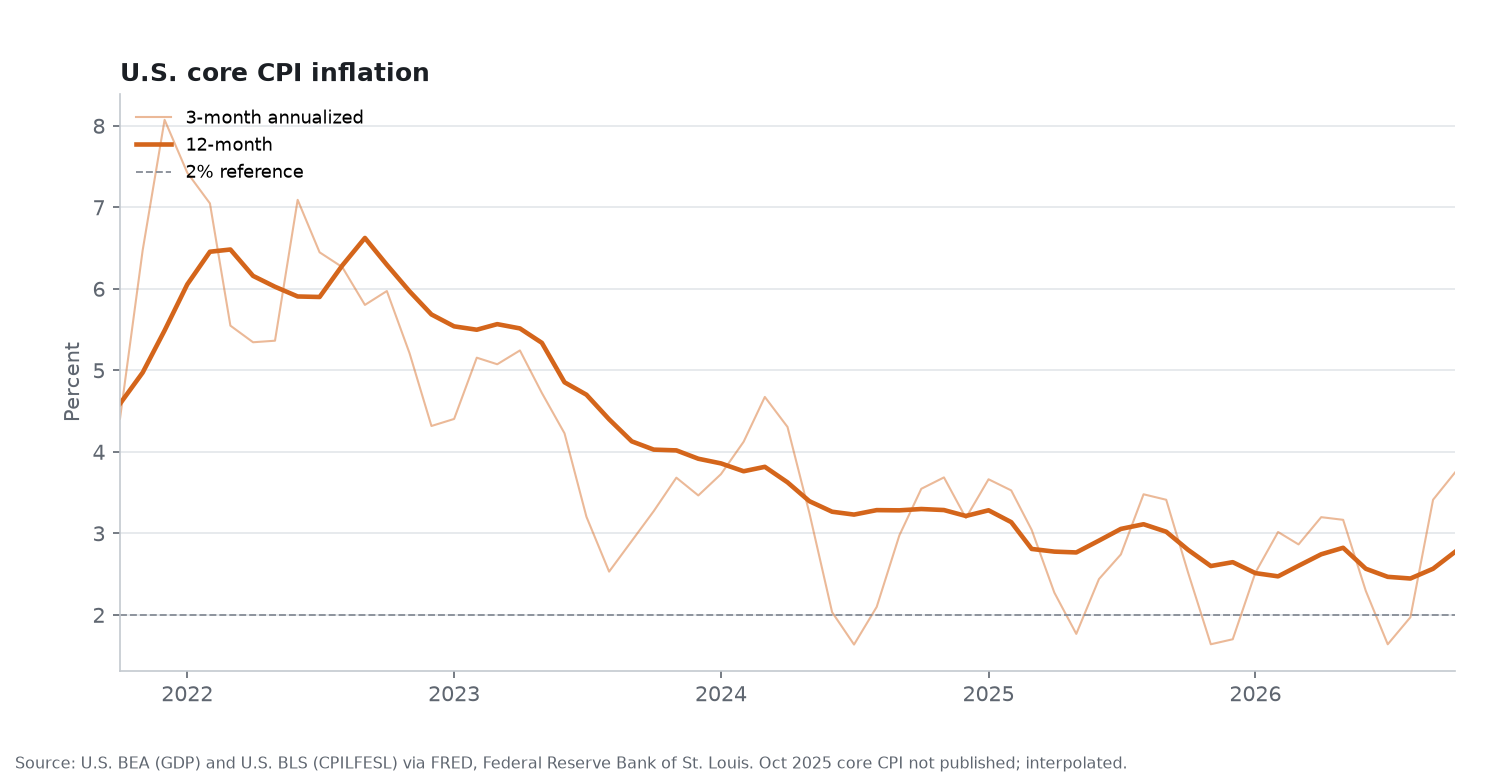 U.S. core CPI inflation
3-month annualized
12-month
2% reference
Percent
8
7
6
5
4
3
2
2022 2023 2024 2025 2026
Source: U.S. BEA (GDP) and U.S. BLS (CPILFESL) via FRED, Federal Reserve Bank of St. Louis. Oct 2025 core CPI not published; interpolated.